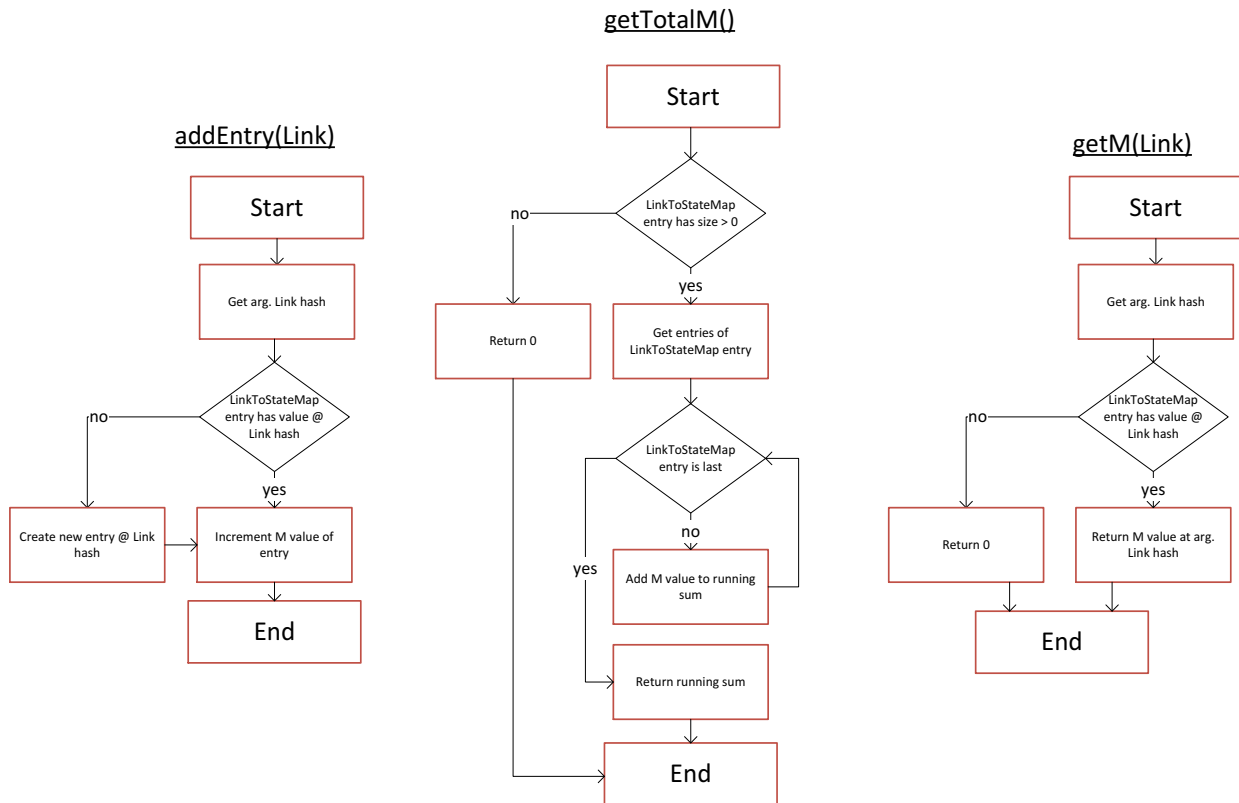 addEntry(Link)
Start
Get arg. Link hash
LinkToStateMap
entry has value @
Link hash
no
yes
Create new entry @ Link
hash
Increment M value of
entry
End
getTotalM()
Start
LinkToStateMap
entry has size > 0
no
yes
Return 0
Get entries of
LinkToStateMap entry
LinkToStateMap
entry is last
no
yes
Add M value to running
sum
Return running sum
End
getM(Link)
Start
Get arg. Link hash
LinkToStateMap
entry has value @
Link hash
no
yes
Return 0
Return M value at arg.
Link hash
End